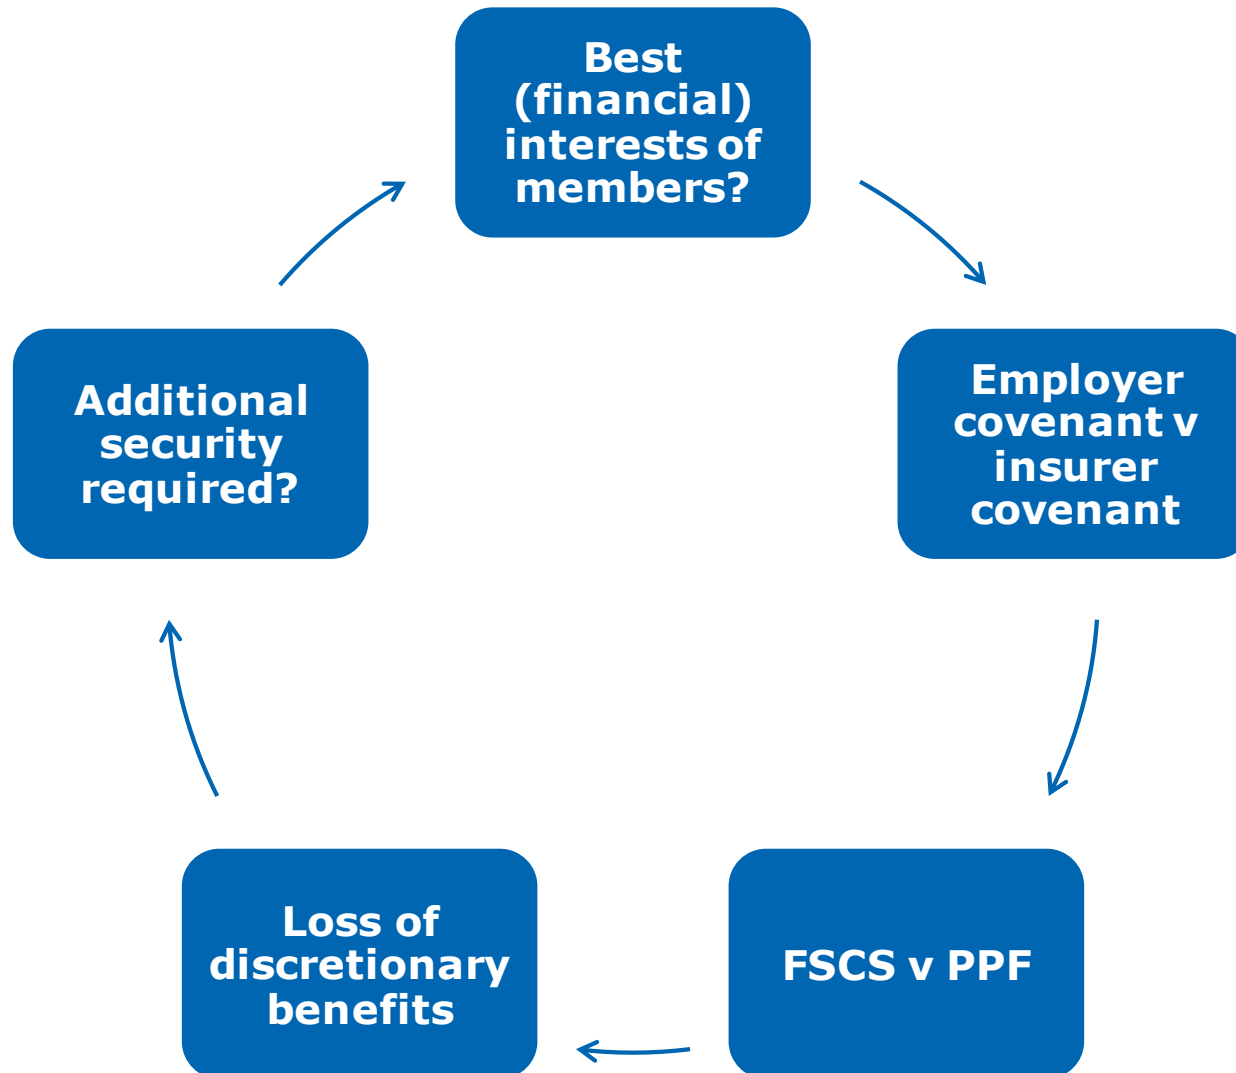 Best
(financial)
interests of
members?
Employer
covenant v
insurer
covenant
FSCS v PPF
Loss of
discretionary
benefits
Additional
security
required?